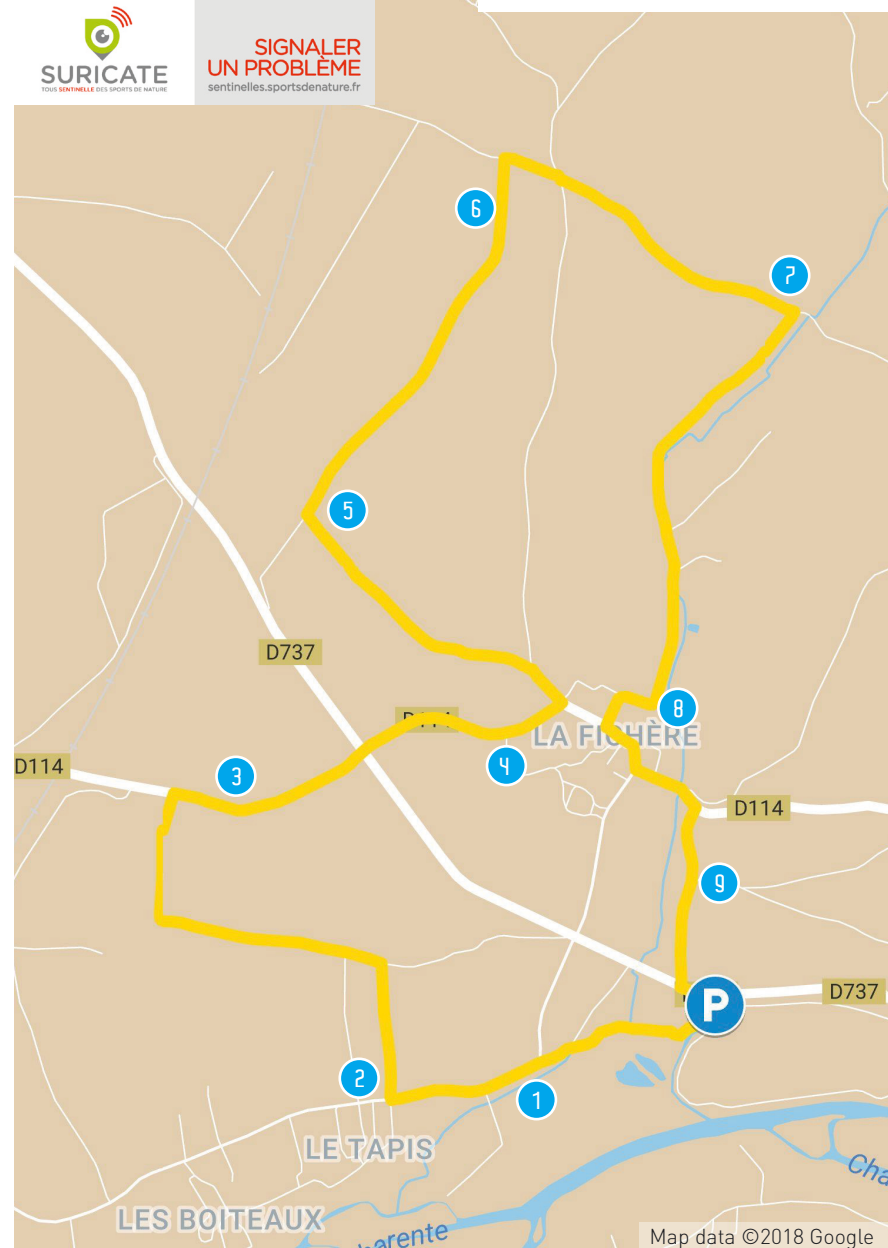 SURICATE
TOUS SENTINELLE DES SPORTS DE NATURE
SIGNALER
UN PROBLÈME
sentinelles.sportsdenature.fr
6
7
5
D737
8
LA FICHÈRE
4
D114
3
D114
9
D737
P
2
1
LE TAPIS
LES BOITEAUX
Map data ©2018 Google